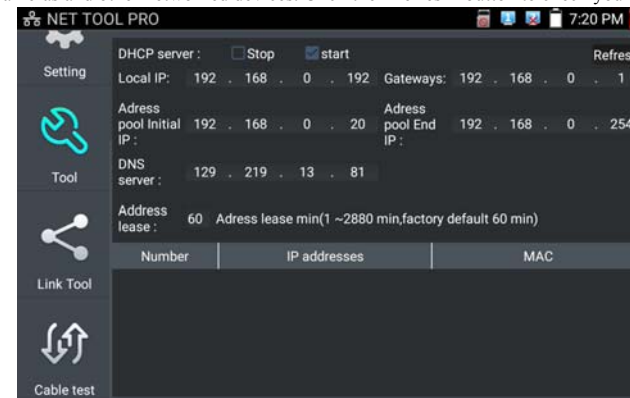 NET TOOL PRO 7:20 PM
DHCP server : Stop start Refres
Setting
Local IP: 192 . 168 . 0 . 192 Gateways: 192 . 168 . 0 . 1
Adress pool Initial IP : 192 . 168 . 0 . 20 Adress pool End IP : 192 . 168 . 0 . 254
Tool
DNS server : 129 . 219 . 13 . 81
Address lease : 60 Adress lease min(1 ~2880 min,factory default 60 min)
Number IP addresses MAC
Link Tool
Cable test